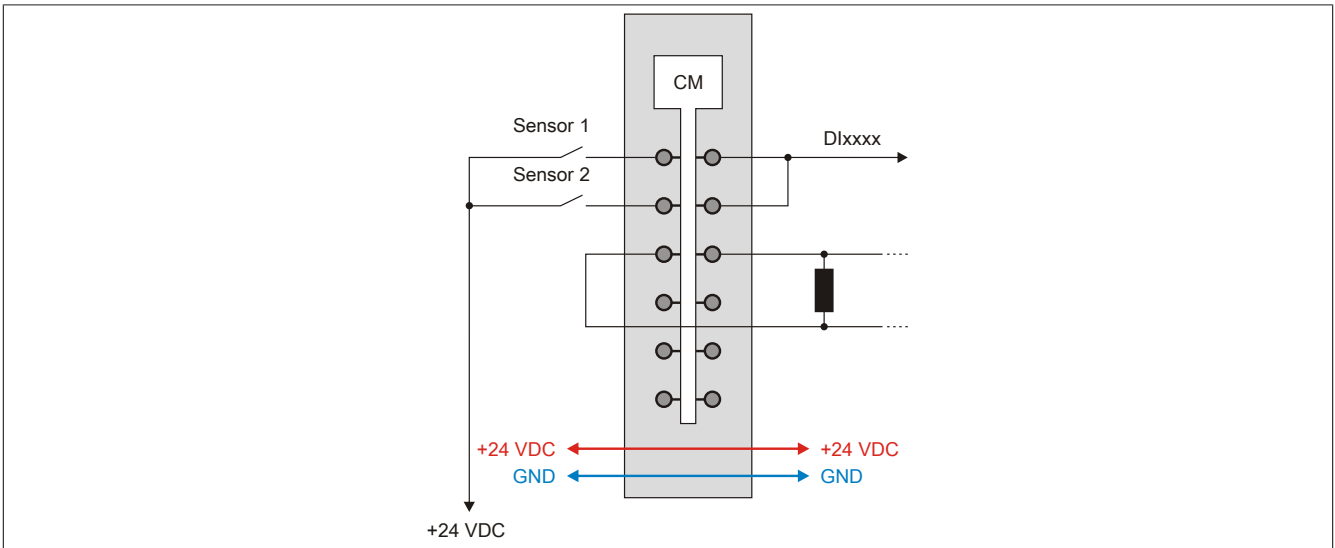 CM
Sensor 1
DIxxxx
Sensor 2
+24 VDC +24 VDC
GND GND
+24 VDC